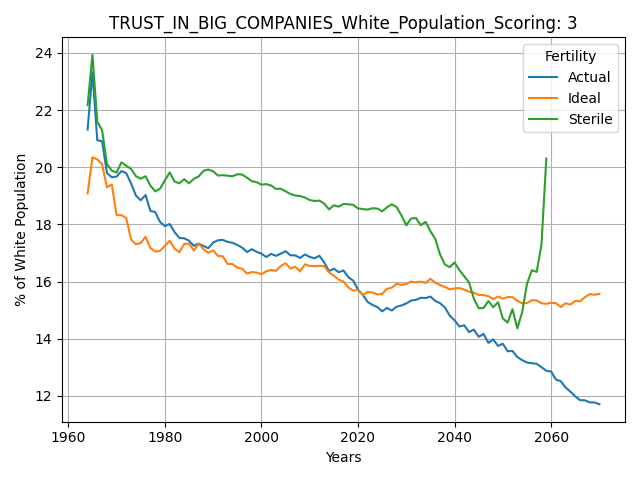 TRUST_IN_BIG_COMPANIES_White_Population_Scoring: 3
Fertility
Actual
Ideal
Sterile
% of White Population
24
22
20
18
16
14
12
1960
1980
2000
2020
2040
2060
Years